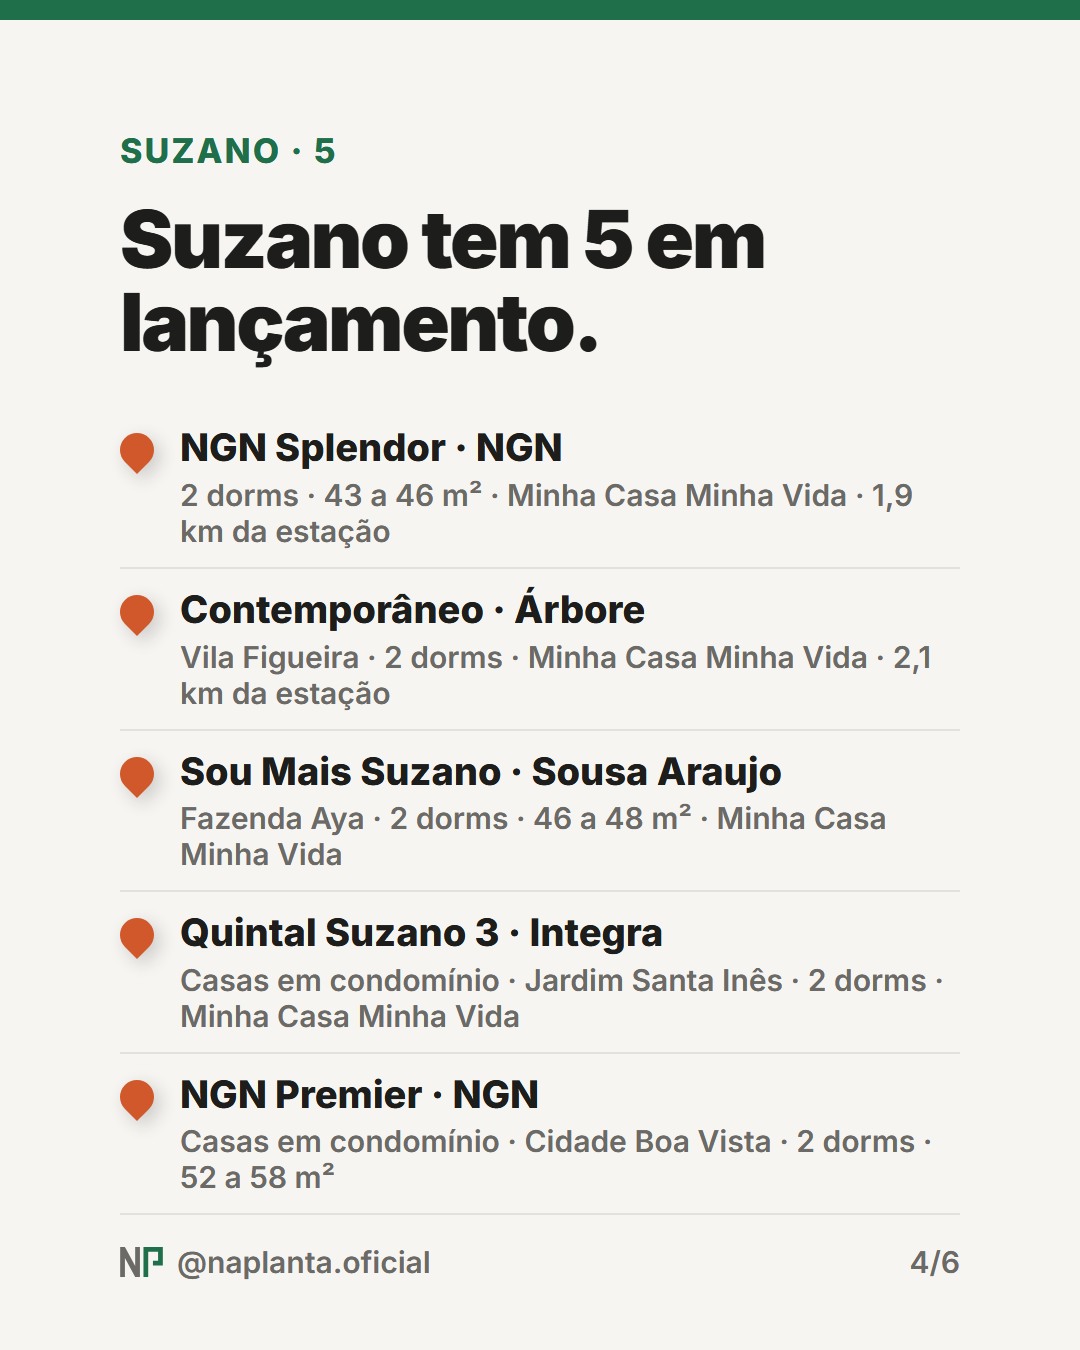 SUZANO · 5
Suzano tem 5 em
lançamento.
NGN Splendor · NGN
2 dorms · 43 a 46 m² · Minha Casa Minha Vida · 1,9
km da estação
Contemporâneo · Árbore
Vila Figueira · 2 dorms · Minha Casa Minha Vida · 2,1
km da estação
Sou Mais Suzano · Sousa Araujo
Fazenda Aya · 2 dorms · 46 a 48 m² · Minha Casa
Minha Vida
Quintal Suzano 3 · Integra
Casas em condomínio · Jardim Santa Inês · 2 dorms ·
Minha Casa Minha Vida
NGN Premier · NGN
Casas em condomínio · Cidade Boa Vista · 2 dorms ·
52 a 58 m²
NP @naplanta.oficial
4/6